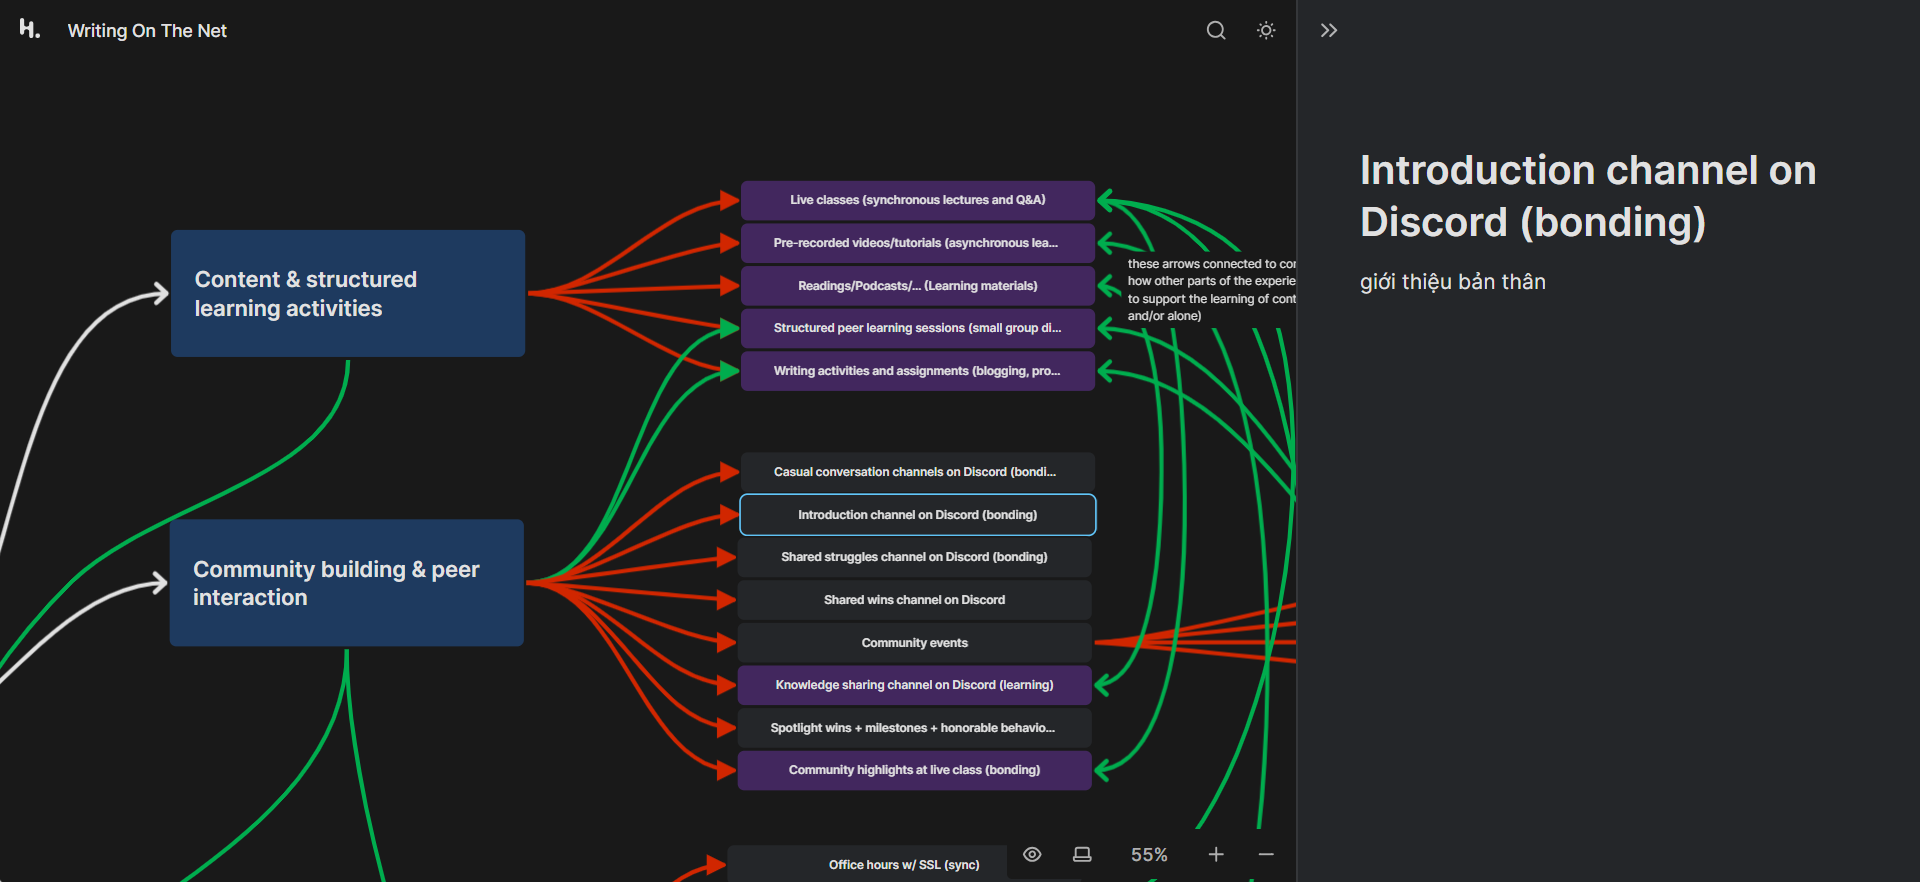 H.
Writing On The Net
Content & structured
learning activities
Live classes (synchronous lectures and Q&A)
Pre-recorded videos/tutorials (asynchronous lea...
Readings/Podcasts/... (Learning materials)
Structured peer learning sessions (small group di...
Writing activities and assignments (blogging, pro...
these arrows connected to con
how other parts of the experie
to support the learning of cont
and/or alone)
Community building & peer
interaction
Casual conversation channels on Discord (bondi...
Introduction channel on Discord (bonding)
Shared struggles channel on Discord (bonding)
Shared wins channel on Discord
Community events
Knowledge sharing channel on Discord (learning)
Spotlight wins + milestones + honorable behavio...
Community highlights at live class (bonding)
Office hours w/ SSL (sync)
55%
Introduction channel on
Discord (bonding)
giới thiệu bản thân